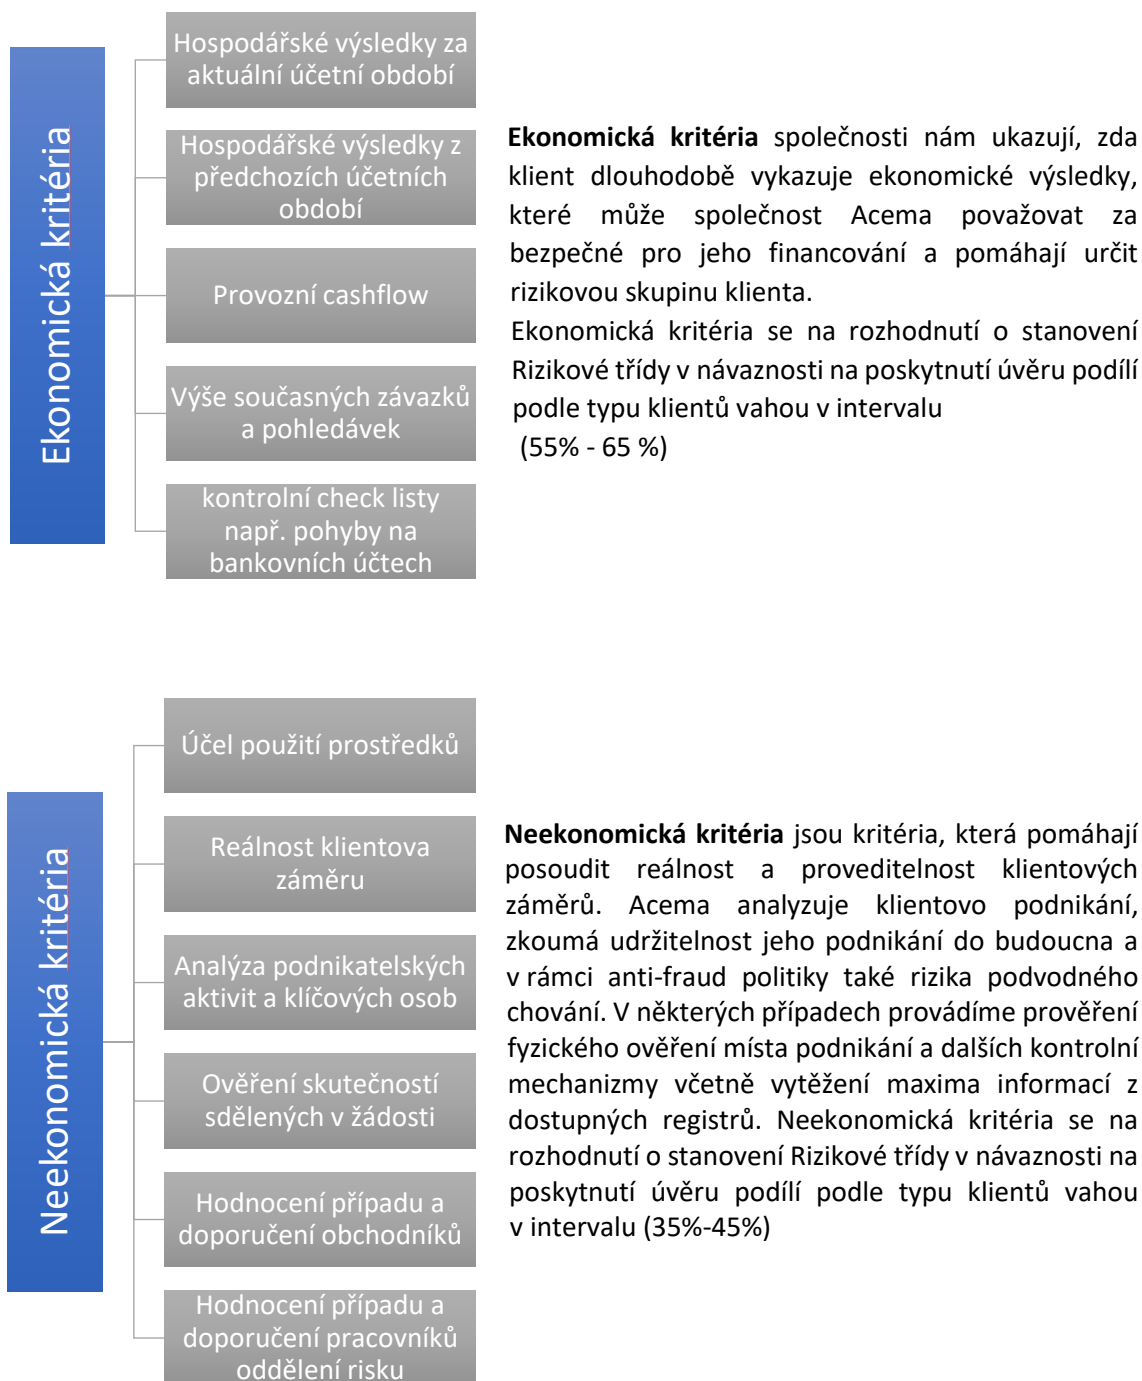 Ekonomická kritéria
Hospodářské výsledky za
aktuální účetní období
Hospodářské výsledky z
předchozích účetních
období
Provozní cashflow
Výše současných závazků
a pohledávek
kontrolní check listy
např. pohyby na
bankovních účtech
Ekonomická kritéria společnosti nám ukazují, zda
klient dlouhodobě vykazuje ekonomické výsledky,
které může společnost Acema považovat za
bezpečné pro jeho financování a pomáhají určit
rizikovou skupinu klienta.
Ekonomická kritéria se na rozhodnutí o stanovení
Rizikové třídy v návaznosti na poskytnutí úvěru podílí
podle typu klientů vahou v intervalu
(55% - 65 %)
Neekonomická kritéria
Účel použití prostředků
Reálnost klientova
záměru
Analýza podnikatelských
aktivit a klíčových osob
Ověření skutečností
sdělených v žádosti
Hodnocení případu a
doporučení obchodníků
Hodnocení případu a
doporučení pracovníků
oddělení risku
Neekonomická kritéria jsou kritéria, která pomáhají
posoudit reálnost a proveditelnost klientových
záměrů. Acema analyzuje klientovo podnikání,
zkoumá udržitelnost jeho podnikání do budoucna a
v rámci anti-fraud politiky také rizika podvodného
chování. V některých případech provádíme prověření
fyzického ověření místa podnikání a dalších kontrolní
mechanizmy včetně vytěžení maxima informací z
dostupných registrů. Neekonomická kritéria se na
rozhodnutí o stanovení Rizikové třídy v návaznosti na
poskytnutí úvěru podílí podle typu klientů vahou
v intervalu (35%-45%)